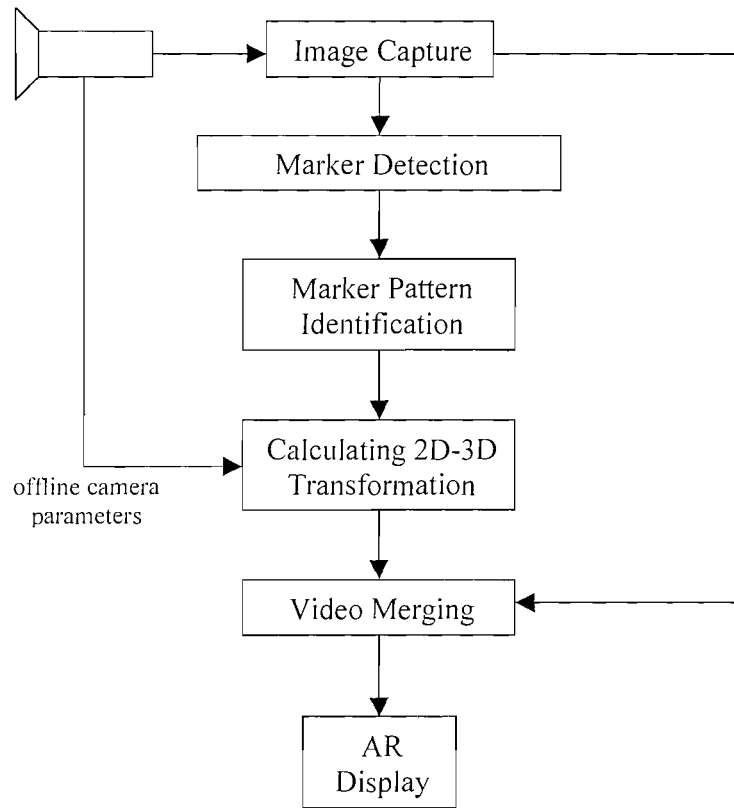 Image Capture
Marker Detection
Marker Pattern
Identification
Calculating 2D-3D
Transformation
offline camera
parameters
Video Merging
AR
Display